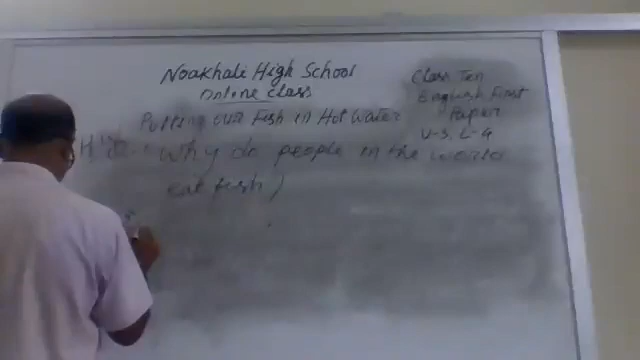 Noakhali High School
Online Class
Class Ten
English First
Paper
U-5, L-4
Putting our Fish in Hot Water
Why do people in the world
eat fish)